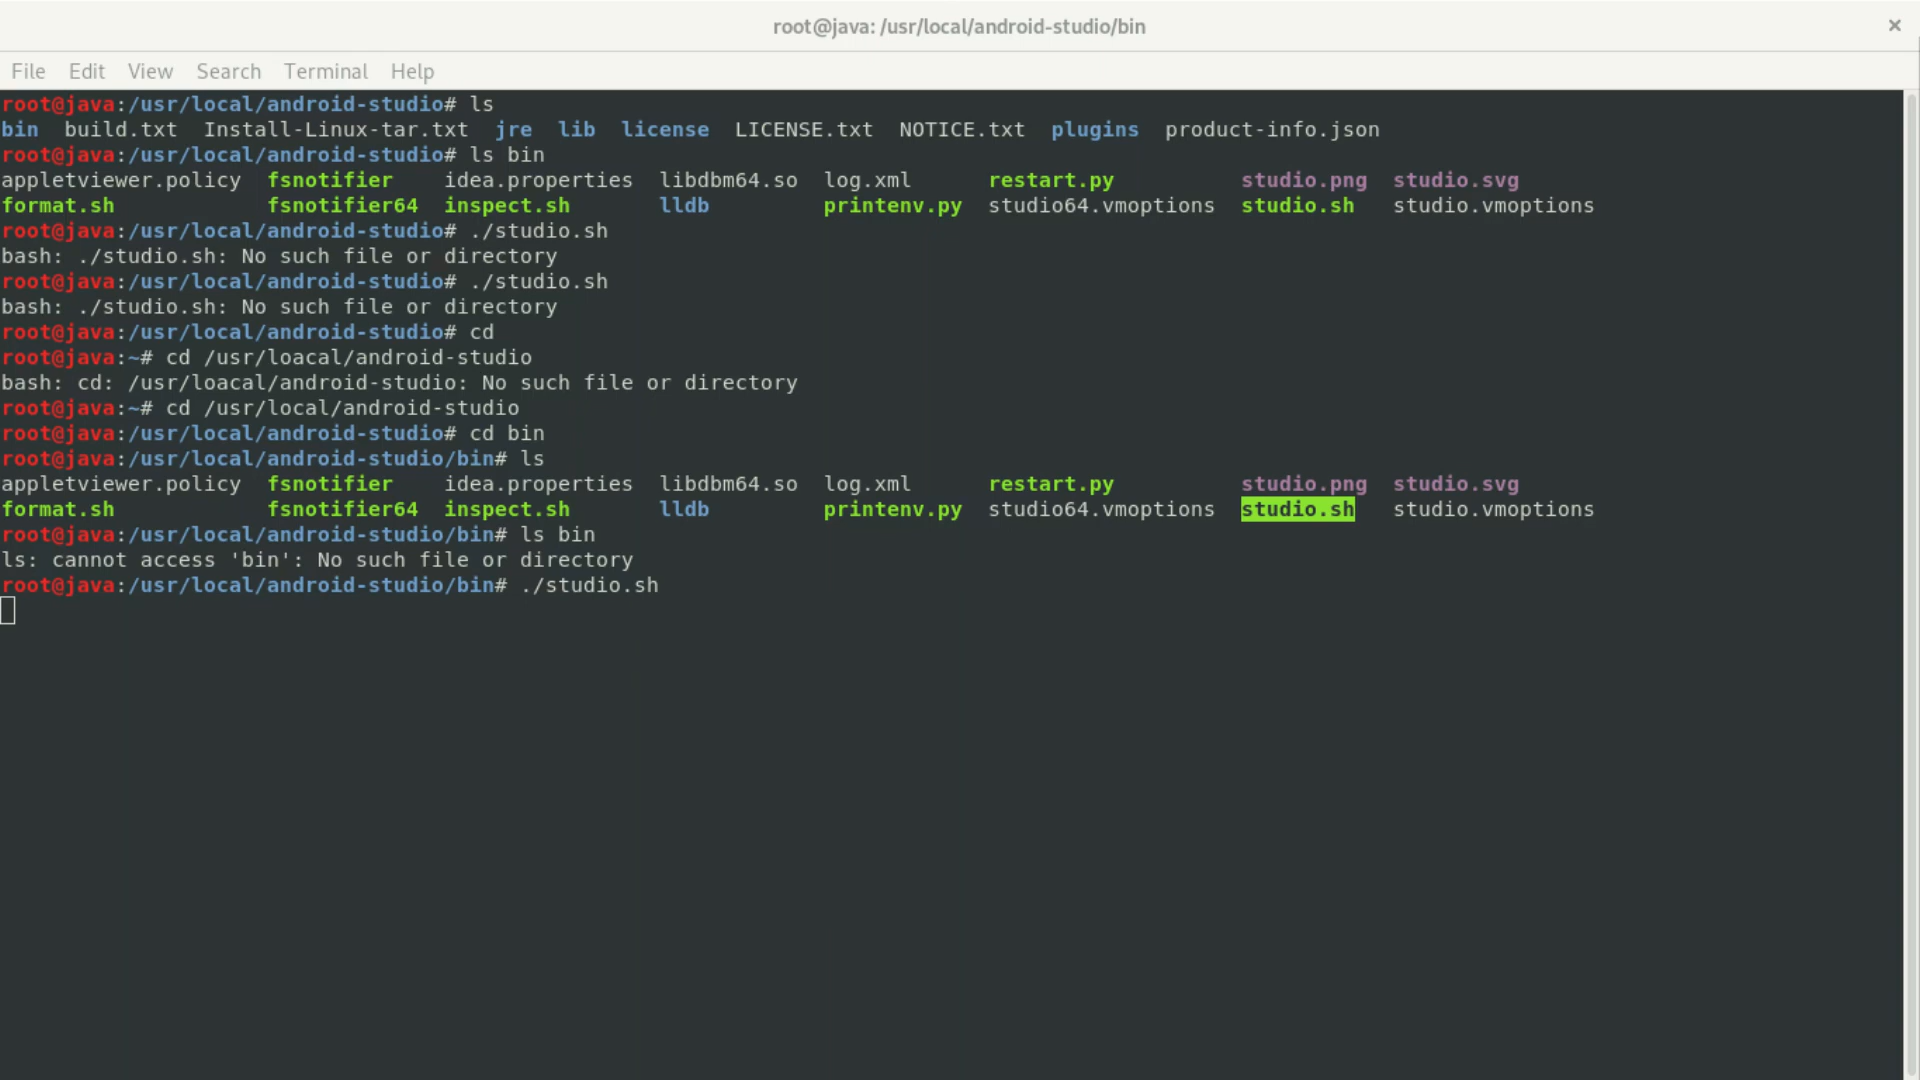 root@java: /usr/local/android-studio/bin
×
File Edit View Search Terminal Help
root@java:/usr/local/android-studio# ls
bin build.txt Install-Linux-tar.txt jre lib license LICENSE.txt NOTICE.txt plugins product-info.json
root@java:/usr/local/android-studio# ls bin
appletviewer.policy fsnotifier idea.properties libdbm64.so log.xml restart.py studio.png studio.svg
format.sh fsnotifier64 inspect.sh lldb printenv.py studio64.vmoptions studio.sh studio.vmoptions
root@java:/usr/local/android-studio# ./studio.sh
bash: ./studio.sh: No such file or directory
root@java:/usr/local/android-studio# ./studio.sh
bash: ./studio.sh: No such file or directory
root@java:/usr/local/android-studio# cd
root@java:~# cd /usr/loacal/android-studio
bash: cd: /usr/loacal/android-studio: No such file or directory
root@java:~# cd /usr/local/android-studio
root@java:/usr/local/android-studio# cd bin
root@java:/usr/local/android-studio/bin# ls
appletviewer.policy fsnotifier idea.properties libdbm64.so log.xml restart.py studio.png studio.svg
format.sh fsnotifier64 inspect.sh lldb printenv.py studio64.vmoptions studio.sh studio.vmoptions
root@java:/usr/local/android-studio/bin# ls bin
ls: cannot access 'bin': No such file or directory
root@java:/usr/local/android-studio/bin# ./studio.sh